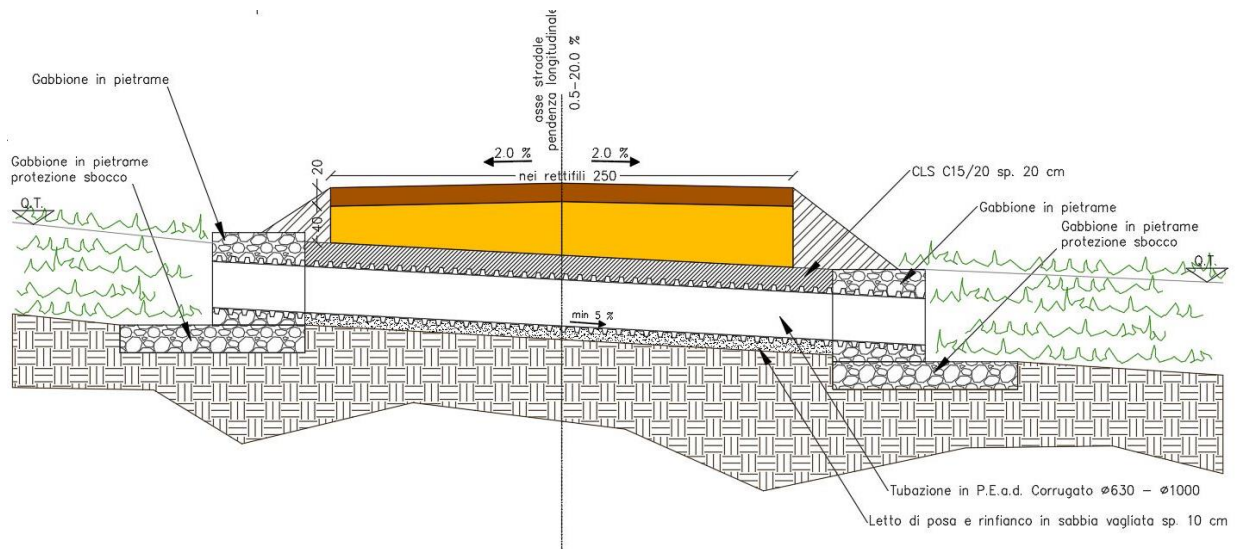 asse stradale
pendenza longitudinale
0.5-20.0 %
Gabbione in pietrame
2.0 %
2.0 %
Gabbione in pietrame
protezione sbocco
20
nei rettifili 250
CLS C15/20 sp. 20 cm
Q.T.
40
Gabbione in pietrame
Gabbione in pietrame
protezione sbocco
Q.T.
min 5 %
Tubazione in P.E.a.d. Corrugato Ø630 - Ø1000
Letto di posa e rinfianco in sabbia vagliata sp. 10 cm